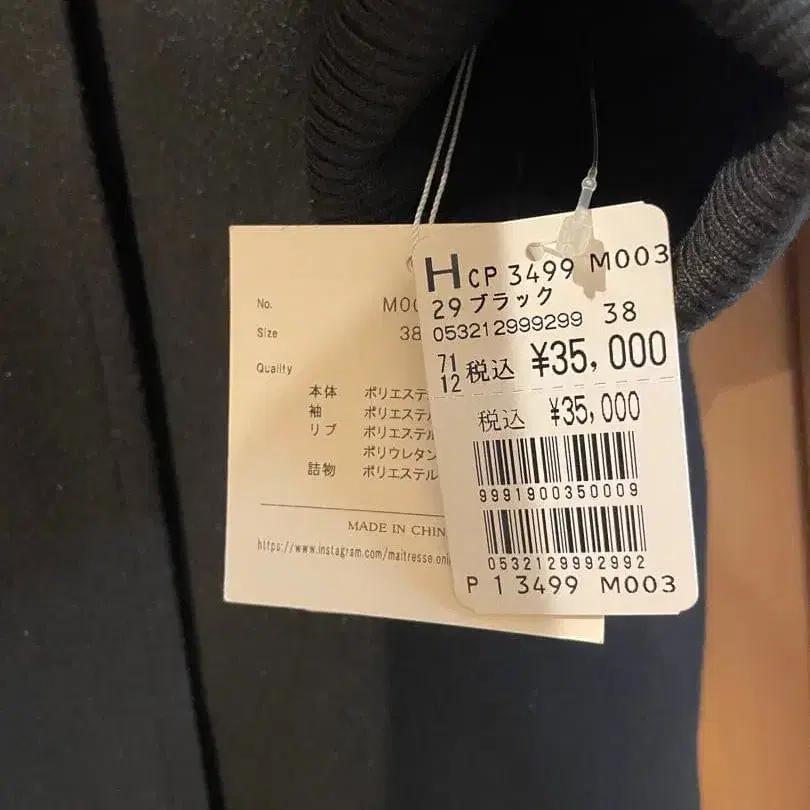 No. M00
Size 38
Quality
本体 ポリエステ
袖 ポリエステル
リブ ポリエステル
ポリウレタン
詰物 ポリエステル
MADE IN CHIN
https://www.instagram.com/maitresse.onli
H CP 3499 M003
29 ブラック
053212999299 38
71
12 税込 ¥35,000
税込 ¥35,000
9991900350009
0532129992992
P 1 3499 M003